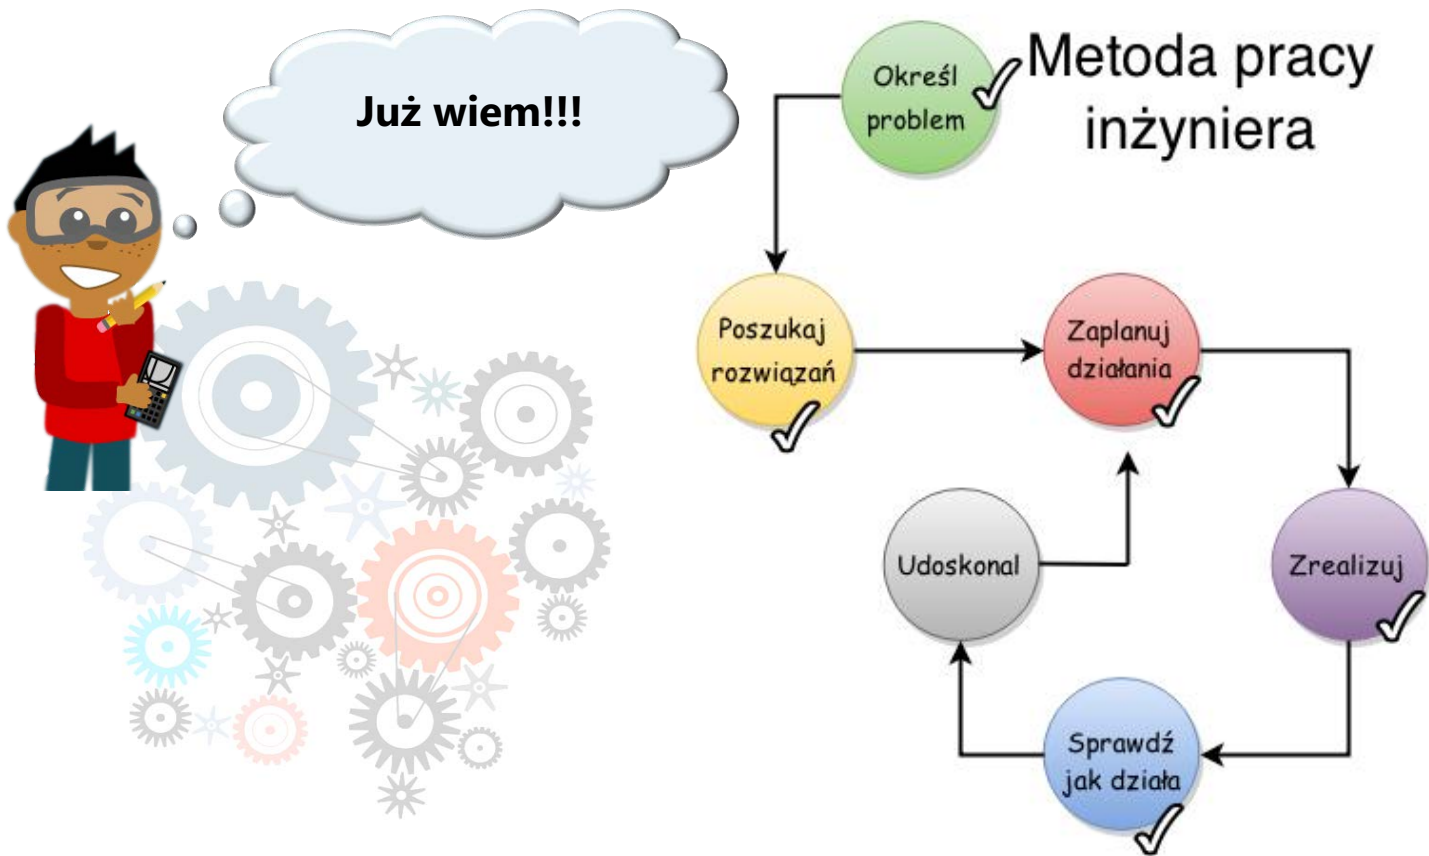 Już wiem!!!
Metoda pracy
inżyniera
Określ
problem
Poszukaj
rozwiązań
Zaplanuj
działania
Udoskonal
Zrealizuj
Sprawdź
jak działa